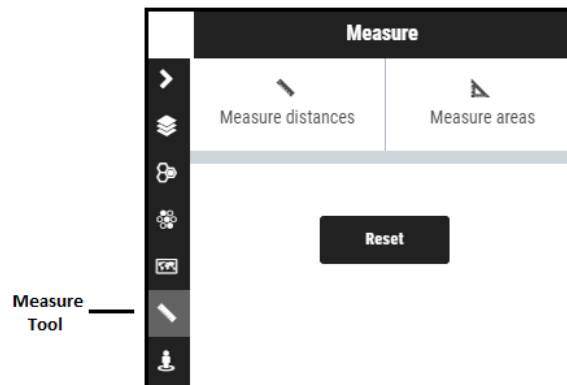 Measure
Measure distances
Measure areas
Reset
Measure
Tool